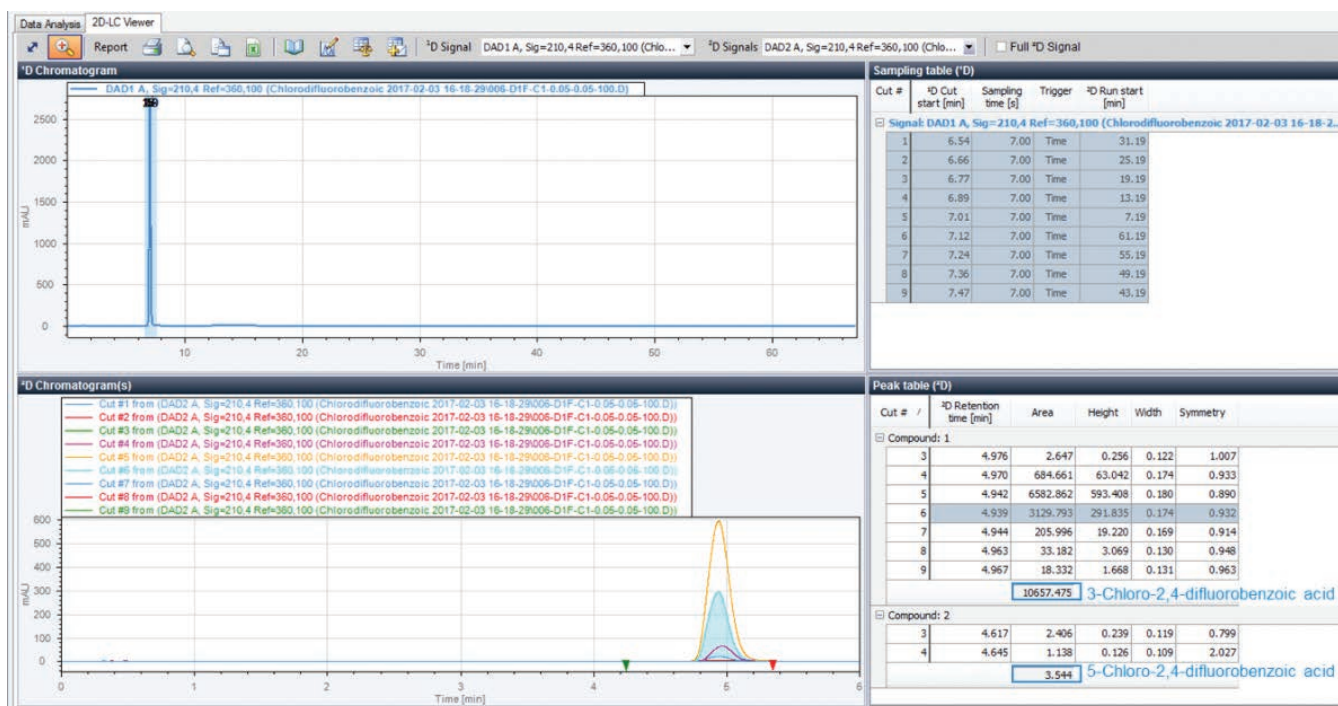 Data Analysis 2D-LC Viewer
Report ¹D Signal DAD1 A, Sig=210,4 Ref=360,100 (Chlo... ²D Signals DAD2 A, Sig=210,4 Ref=360,100 (Chlo... Full ²D Signal
¹D Chromatogram
DAD1 A, Sig=210,4 Ref=360,100 (Chlorodifluorobenzoic 2017-02-03 16-18-29\006-D1F-C1-0.05-0.05-100.D)
2500
2000
1500
1000
500
0
mAU
10 20 30 40 50 60
Time [min]
Sampling table (¹D)
Cut # ¹D Cut start [min] Sampling time [s] Trigger ²D Run start [min]
Signal: DAD1 A, Sig=210,4 Ref=360,100 (Chlorodifluorobenzoic 2017-02-03 16-18-2...
1 6.54 7.00 Time 31.19
2 6.66 7.00 Time 25.19
3 6.77 7.00 Time 19.19
4 6.89 7.00 Time 13.19
5 7.01 7.00 Time 7.19
6 7.12 7.00 Time 61.19
7 7.24 7.00 Time 55.19
8 7.36 7.00 Time 49.19
9 7.47 7.00 Time 43.19
²D Chromatogram(s)
Cut #1 from (DAD2 A, Sig=210,4 Ref=360,100 (Chlorodifluorobenzoic 2017-02-03 16-18-29\006-D1F-C1-0.05-0.05-100.D))
Cut #2 from (DAD2 A, Sig=210,4 Ref=360,100 (Chlorodifluorobenzoic 2017-02-03 16-18-29\006-D1F-C1-0.05-0.05-100.D))
Cut #3 from (DAD2 A, Sig=210,4 Ref=360,100 (Chlorodifluorobenzoic 2017-02-03 16-18-29\006-D1F-C1-0.05-0.05-100.D))
Cut #4 from (DAD2 A, Sig=210,4 Ref=360,100 (Chlorodifluorobenzoic 2017-02-03 16-18-29\006-D1F-C1-0.05-0.05-100.D))
Cut #5 from (DAD2 A, Sig=210,4 Ref=360,100 (Chlorodifluorobenzoic 2017-02-03 16-18-29\006-D1F-C1-0.05-0.05-100.D))
Cut #6 from (DAD2 A, Sig=210,4 Ref=360,100 (Chlorodifluorobenzoic 2017-02-03 16-18-29\006-D1F-C1-0.05-0.05-100.D))
Cut #7 from (DAD2 A, Sig=210,4 Ref=360,100 (Chlorodifluorobenzoic 2017-02-03 16-18-29\006-D1F-C1-0.05-0.05-100.D))
Cut #8 from (DAD2 A, Sig=210,4 Ref=360,100 (Chlorodifluorobenzoic 2017-02-03 16-18-29\006-D1F-C1-0.05-0.05-100.D))
Cut #9 from (DAD2 A, Sig=210,4 Ref=360,100 (Chlorodifluorobenzoic 2017-02-03 16-18-29\006-D1F-C1-0.05-0.05-100.D))
600
500
400
300
200
100
0
mAU
0 1 2 3 4 5 6
Time [min]
Peak table (²D)
Cut # / ²D Retention time [min] Area Height Width Symmetry
Compound: 1
3 4.976 2.647 0.256 0.122 1.007
4 4.970 684.661 63.042 0.174 0.933
5 4.942 6582.862 593.408 0.180 0.890
6 4.939 3129.793 291.835 0.174 0.932
7 4.944 205.996 19.220 0.169 0.914
8 4.963 33.182 3.069 0.130 0.948
9 4.967 18.332 1.668 0.131 0.963
10657.475 3-Chloro-2,4-difluorobenzoic acid
Compound: 2
3 4.617 2.406 0.239 0.119 0.799
4 4.645 1.138 0.126 0.109 2.027
3.544 5-Chloro-2,4-difluorobenzoic acid